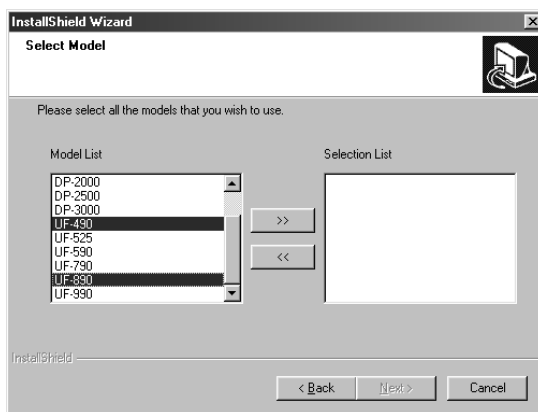 InstallShield Wizard
Select Model
Please select all the models that you wish to use.
Model List
Selection List
DP-2000
DP-2500
DP-3000
UF-490
UF-525
UF-590
UF-790
UF-890
UF-990
>>
<<
InstallShield
< Back
Next >
Cancel